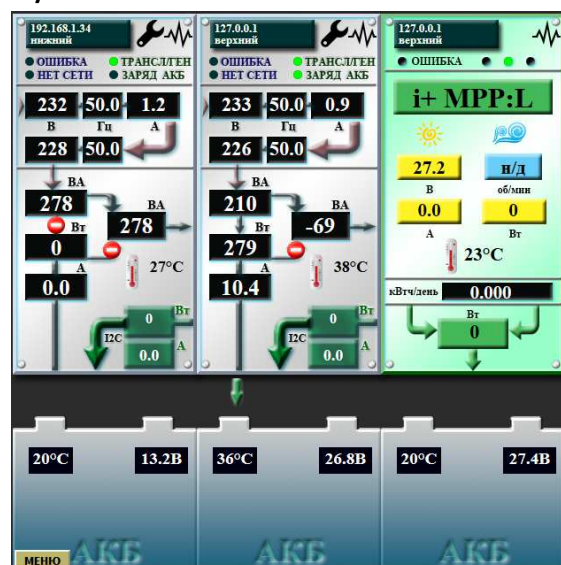 192.168.1.34
нижний
ОШИБКА
ТРАНСЛ/ГЕН
НЕТ СЕТИ
ЗАРЯД АКБ
232
50.0
1.2
В
Гц
А
228
50.0
ВА
278
ВА
278
Вт
0
А
27°C
0.0
Вт
0
I2C
А
0.0
127.0.0.1
верхний
ОШИБКА
ТРАНСЛ/ГЕН
НЕТ СЕТИ
ЗАРЯД АКБ
233
50.0
0.9
В
Гц
А
226
50.0
ВА
210
ВА
-69
Вт
279
А
38°C
10.4
Вт
0
I2C
А
0.0
127.0.0.1
верхний
ОШИБКА
i+ MPP:L
27.2
н/д
В
об/мин
0.0
0
А
Вт
23°C
кВтч/день
0.000
Вт
0
20°C
13.2В
АКБ
МЕНЮ
36°C
26.8В
АКБ
20°C
27.4В
АКБ